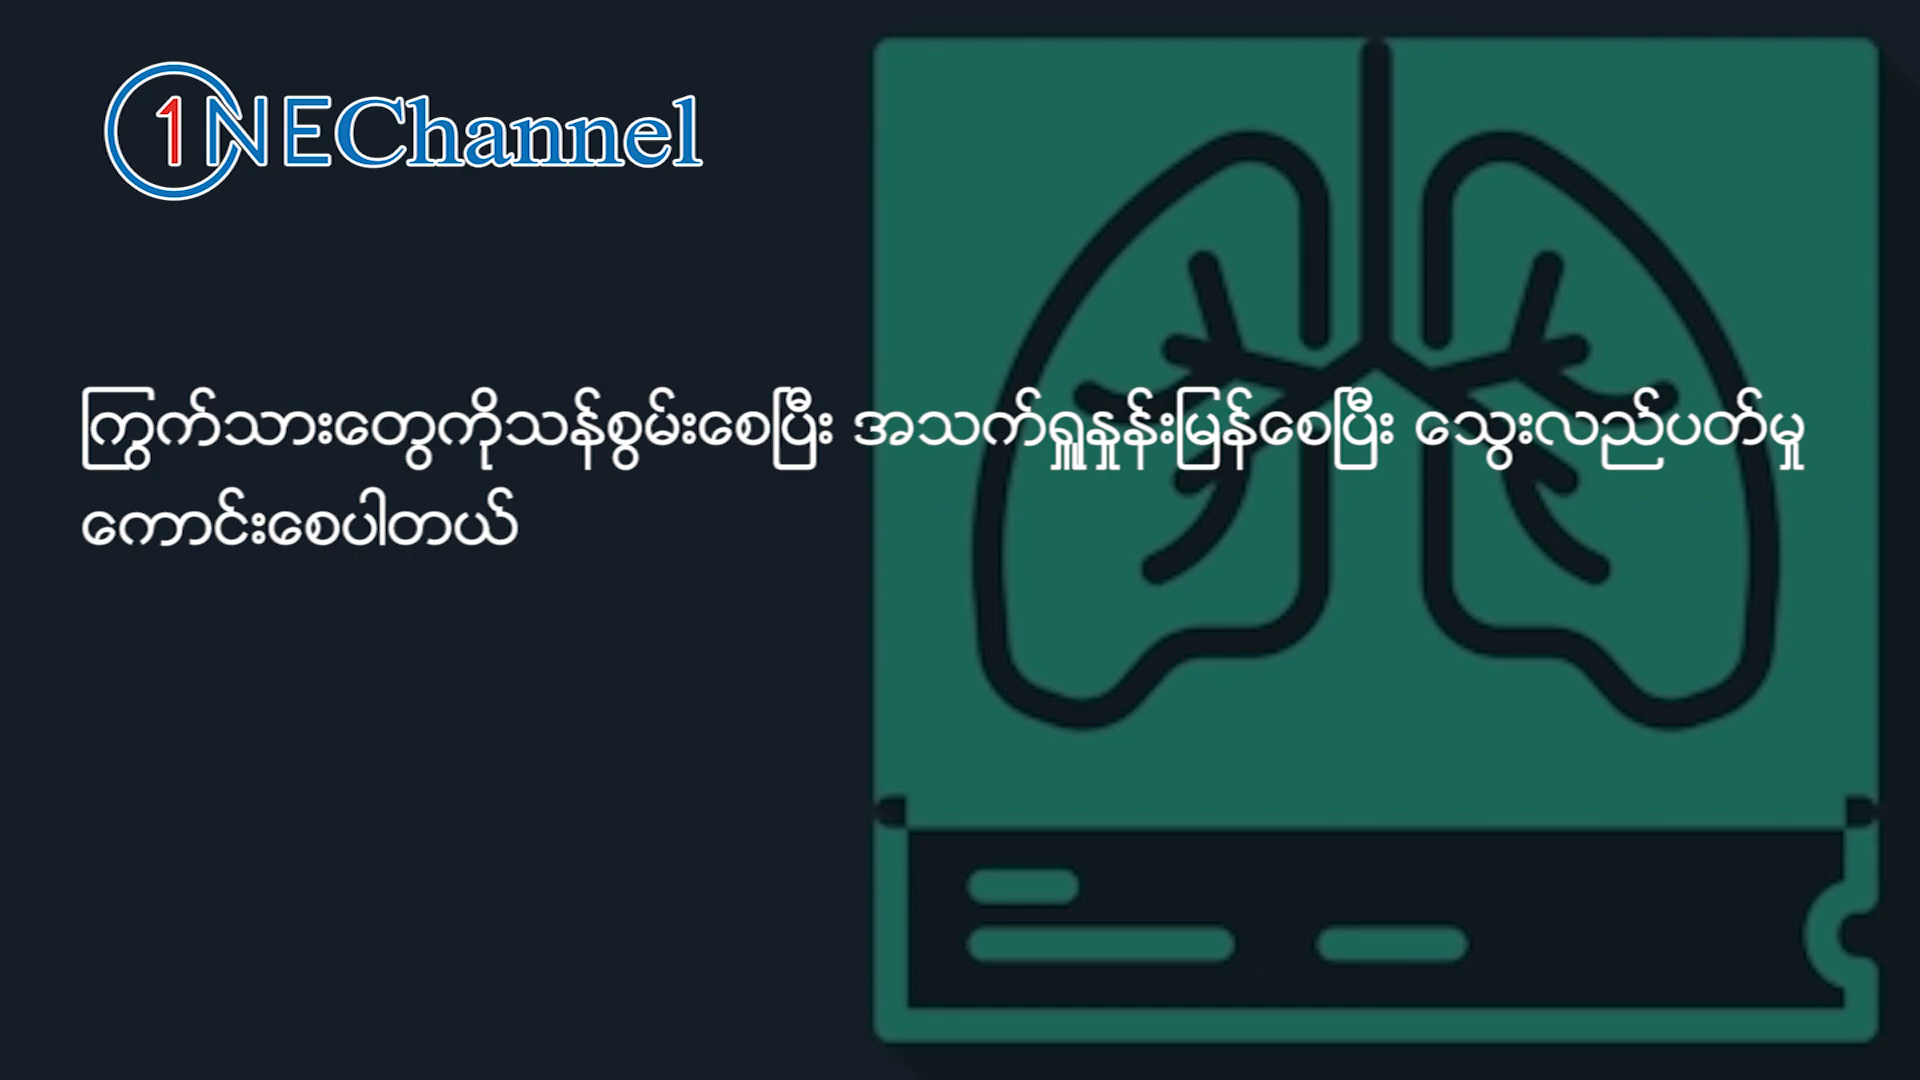 1NEChannel
ကြွက်သားတွေကိုသန်စွမ်းစေပြီး အသက်ရှူနှုန်းမြန်စေပြီး သွေးလည်ပတ်မှု
ကောင်းစေပါတယ်